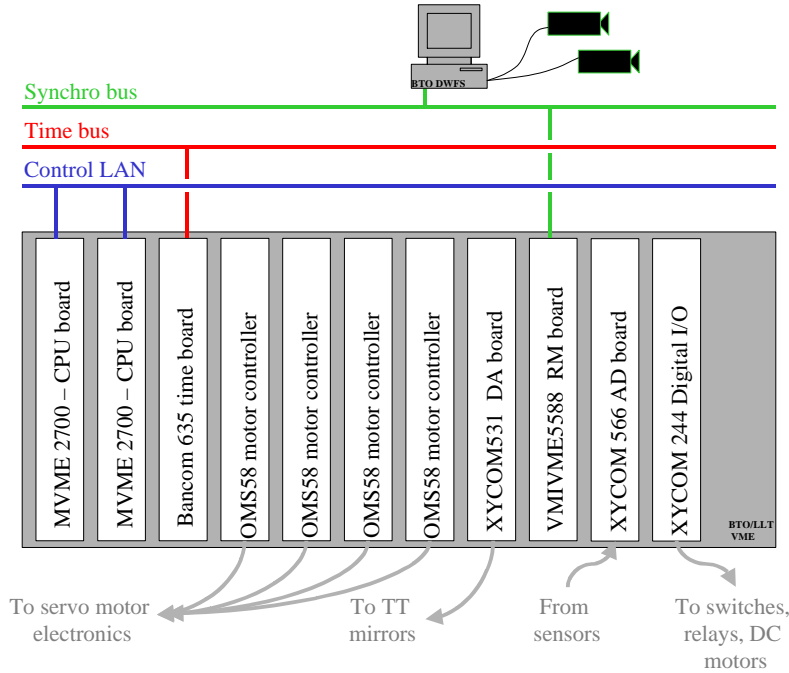 BTO DWFS
Synchro bus
Time bus
Control LAN
MVME 2700 – CPU board
MVME 2700 – CPU board
Bancom 635 time board
OMS58 motor controller
OMS58 motor controller
OMS58 motor controller
OMS58 motor controller
XYCOM531 DA board
VMIVME5588 RM board
XYCOM 566 AD board
XYCOM 244 Digital I/O
BTO/LLT
VME
To servo motor
electronics
To TT
mirrors
From
sensors
To switches,
relays, DC
motors